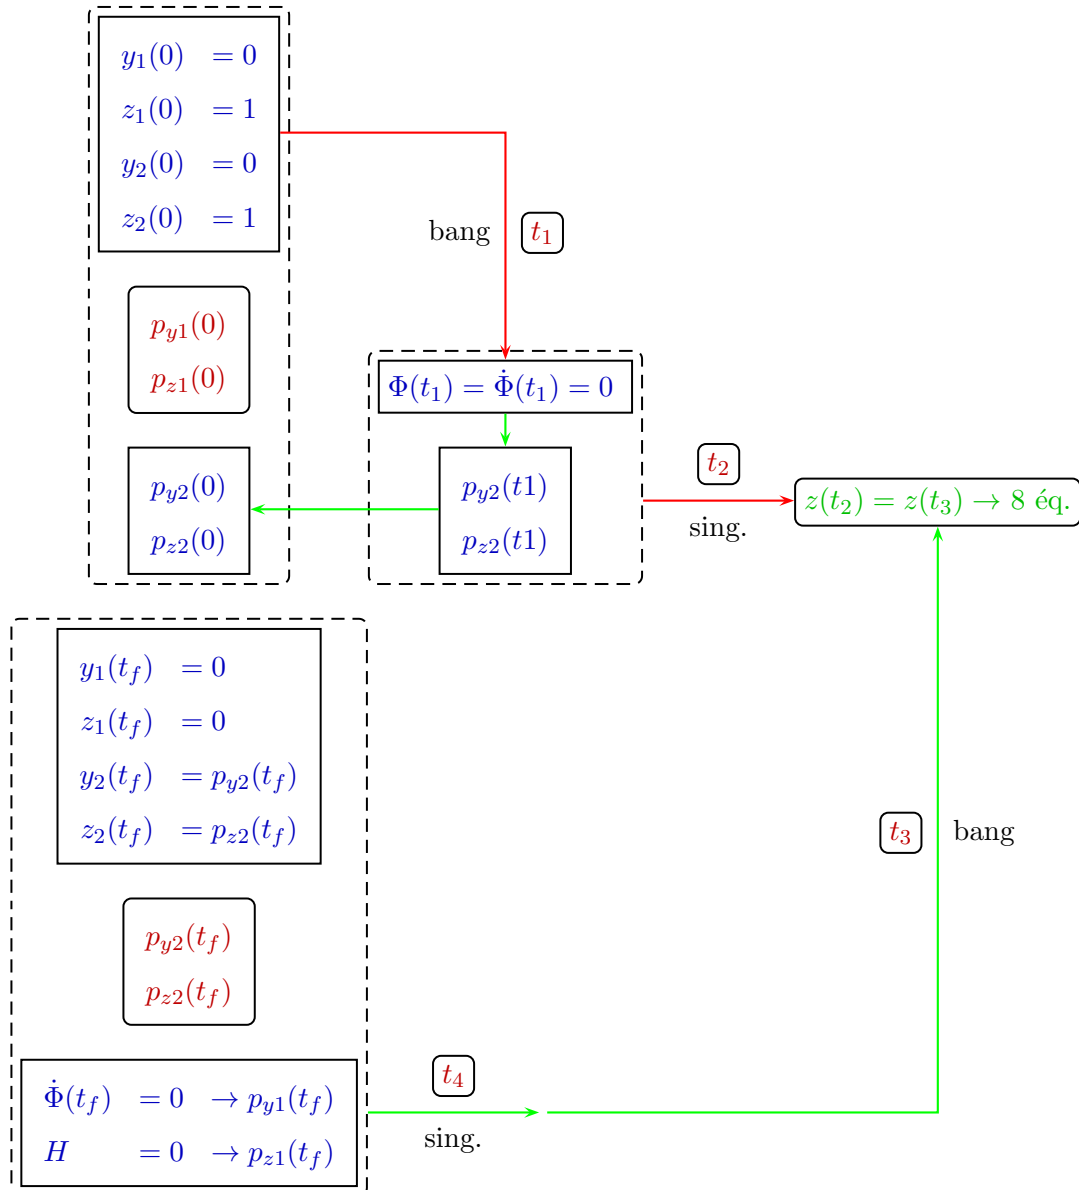 y₁(0) = 0
z₁(0) = 1
y₂(0) = 0
z₂(0) = 1
bang t₁
p_{y1}(0)
p_{z1}(0)
Φ(t₁) = Φ̇(t₁) = 0
p_{y2}(0)
p_{z2}(0)
p_{y2}(t1)
p_{z2}(t1)
t₂
sing.
z(t₂) = z(t₃) → 8 éq.
y₁(t_f) = 0
z₁(t_f) = 0
y₂(t_f) = p_{y2}(t_f)
z₂(t_f) = p_{z2}(t_f)
t₃ bang
p_{y2}(t_f)
p_{z2}(t_f)
Φ̇(t_f) = 0 → p_{y1}(t_f)
H = 0 → p_{z1}(t_f)
t₄
sing.